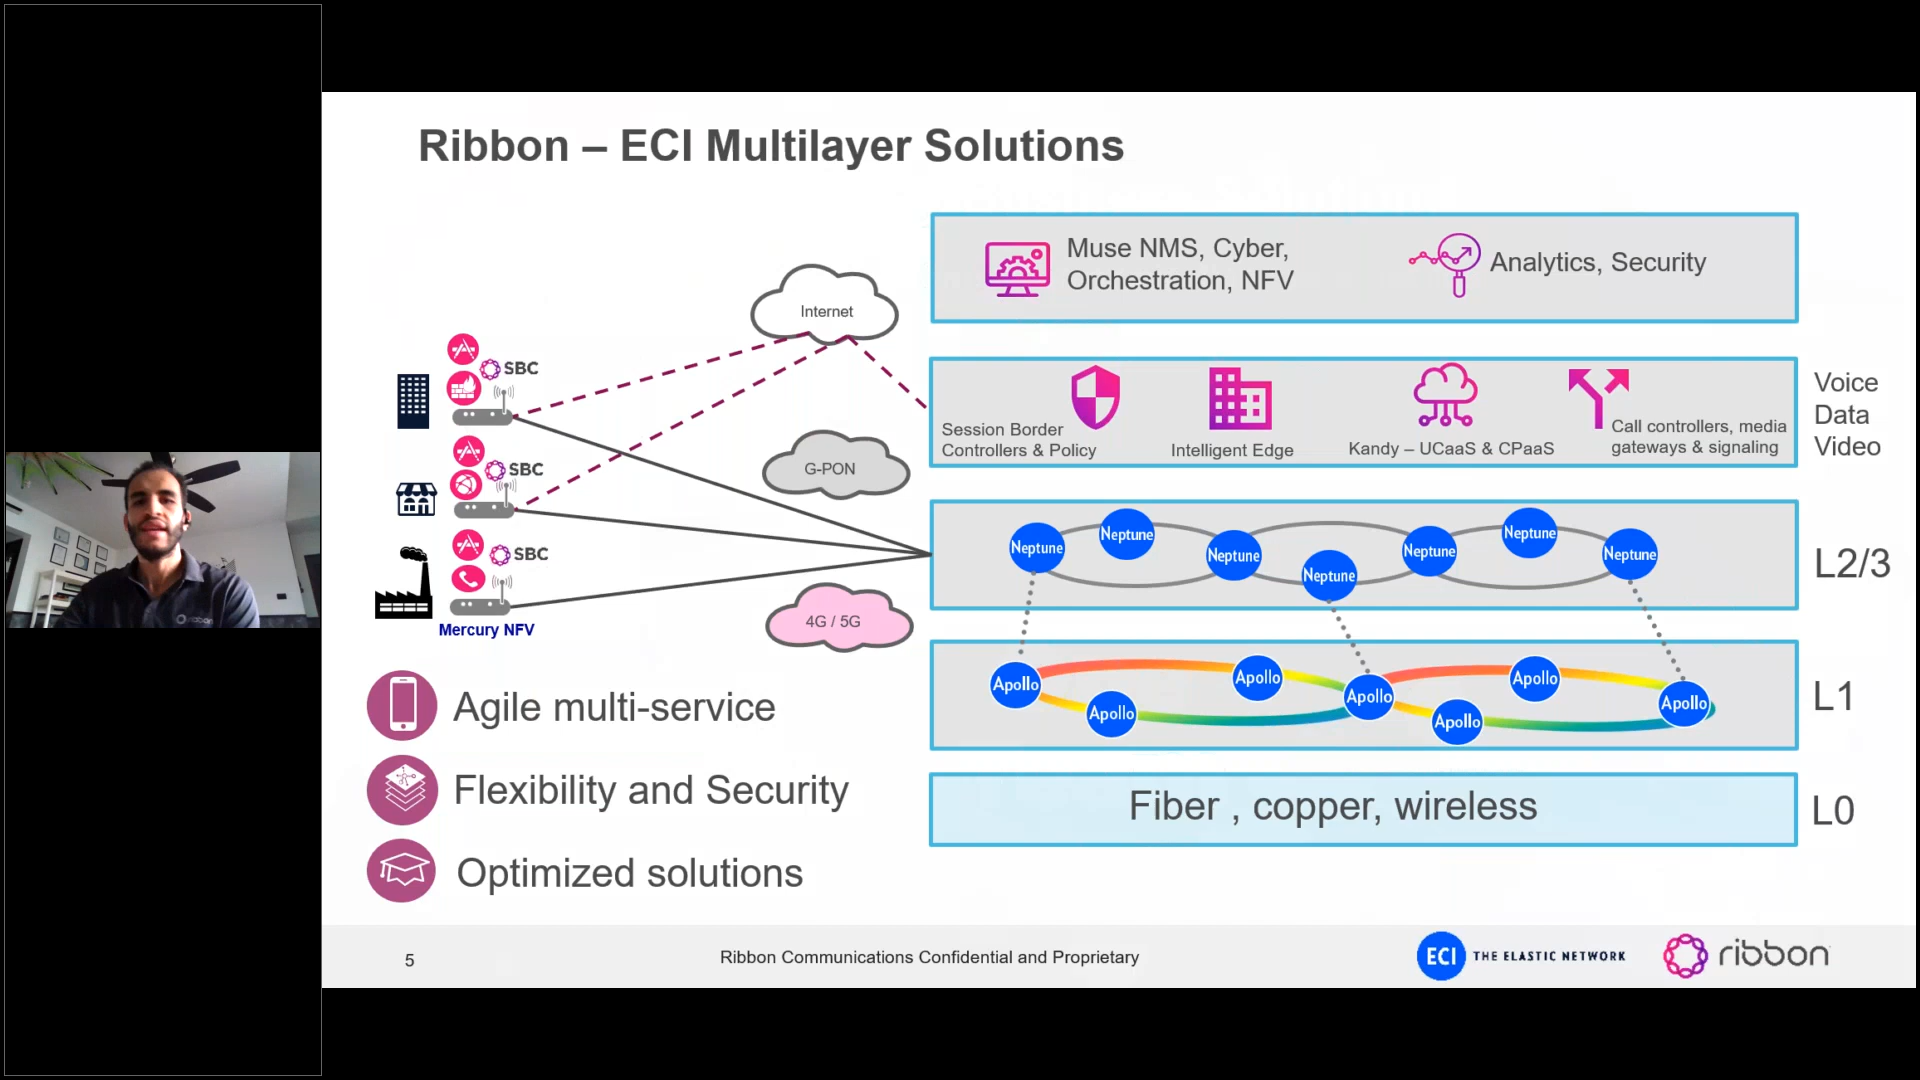 Ribbon – ECI Multilayer Solutions
Muse NMS, Cyber,
Orchestration, NFV
Analytics, Security
Internet
SBC
SBC
SBC
Mercury NFV
G-PON
4G / 5G
Session Border
Controllers & Policy
Intelligent Edge
Kandy – UCaaS & CPaaS
Call controllers, media
gateways & signaling
Voice
Data
Video
Neptune
Neptune
Neptune
Neptune
Neptune
Neptune
Neptune
L2/3
Apollo
Apollo
Apollo
Apollo
Apollo
Apollo
Apollo
L1
Fiber , copper, wireless
L0
Agile multi-service
Flexibility and Security
Optimized solutions
5
Ribbon Communications Confidential and Proprietary
ECI THE ELASTIC NETWORK
ribbon
ribbon